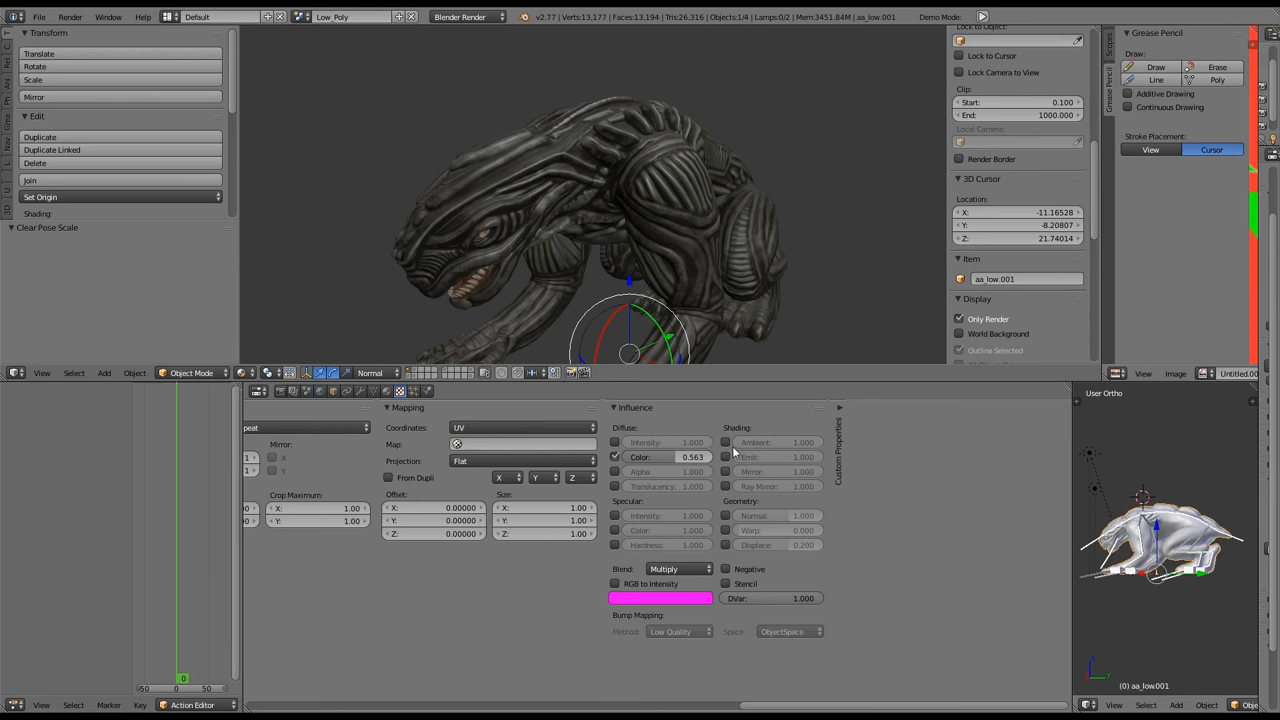 File Render Window Help Default Low_Poly Blender Render v2.77 | Verts:13,177 | Faces:13,194 | Tris:26,316 | Objects:1/4 | Lamps:0/2 | Mem:3451.84M | aa_low.001 Demo Mode:
Transform
Translate
Rotate
Scale
Mirror
Edit
Duplicate
Duplicate Linked
Delete
Join
Set Origin
Shading:
Clear Pose Scale
Lock to Object:
Lock to Cursor
Lock Camera to View
Clip:
Start: 0.100
End: 1000.000
Local Camera:
Render Border
3D Cursor
Location:
X: -11.16528
Y: -8.20807
Z: 21.74014
Item
aa_low.001
Display
Only Render
World Background
Outline Selected
Scopes
Grease Pencil
Grease Pencil
Draw:
Draw Erase
Line Poly
Additive Drawing
Continuous Drawing
Stroke Placement:
View Cursor
View Select Add Object Object Mode Normal
View Image Untitled.00
Mapping
epeat
Mirror:
X
Y
Crop Maximum:
X: 1.00
Y: 1.00
Coordinates: UV
Map:
Projection: Flat
From Dupli X Y Z
Offset: Size:
X: 0.00000 X: 1.00
Y: 0.00000 Y: 1.00
Z: 0.00000 Z: 1.00
Influence
Diffuse: Shading:
Intensity: 1.000 Ambient: 1.000
Color: 0.563 Emit: 1.000
Alpha: 1.000 Mirror: 1.000
Translucency: 1.000 Ray Mirror: 1.000
Specular: Geometry:
Intensity: 1.000 Normal: 1.000
Color: 1.000 Warp: 0.000
Hardness: 1.000 Displace: 0.200
Blend: Multiply Negative
RGB to Intensity Stencil
DVar: 1.000
Bump Mapping:
Method: Low Quality Space: ObjectSpace
Custom Properties
User Ortho
(0) aa_low.001
-50 0 50
0
View Select Marker Key Action Editor
View Select Add Object Obje